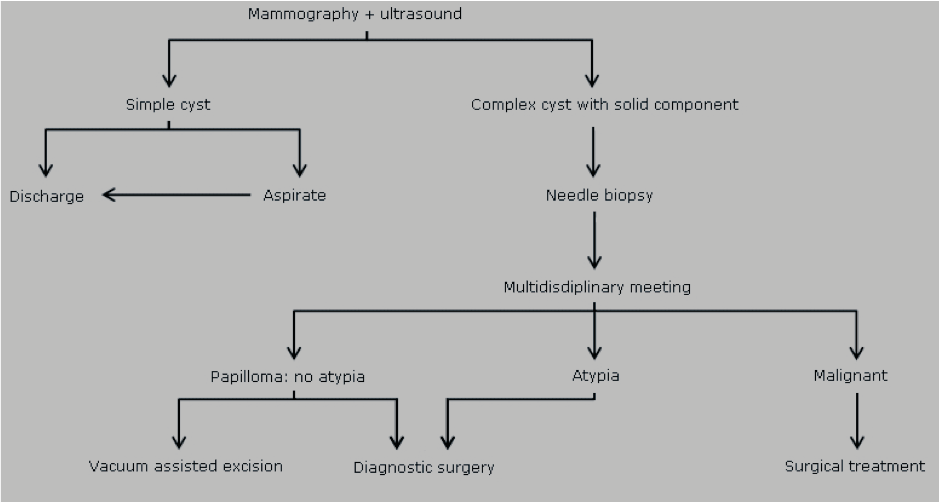 Mammography + ultrasound
Simple cyst
Complex cyst with solid component
Discharge
Aspirate
Needle biopsy
Multidisdiplinary meeting
Papilloma: no atypia
Atypia
Malignant
Vacuum assisted excision
Diagnostic surgery
Surgical treatment